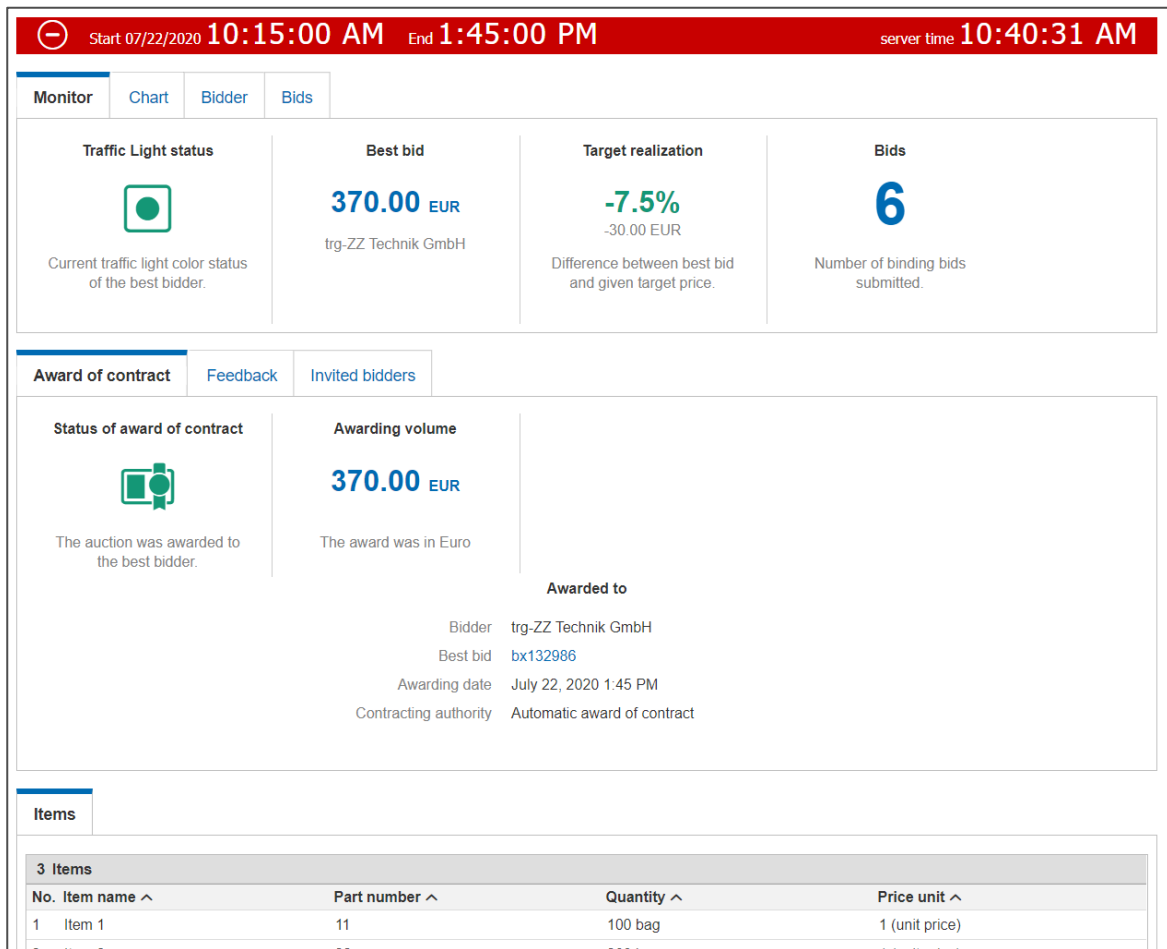 Start 07/22/2020 10:15:00 AM End 1:45:00 PM server time 10:40:31 AM
Monitor Chart Bidder Bids
Traffic Light status Best bid Target realization Bids
370.00 EUR -7.5% 6
-30.00 EUR
trg-ZZ Technik GmbH
Current traffic light color status Difference between best bid Number of binding bids
of the best bidder. and given target price. submitted.
Award of contract Feedback Invited bidders
Status of award of contract Awarding volume
370.00 EUR
The auction was awarded to The award was in Euro
the best bidder.
Awarded to
Bidder trg-ZZ Technik GmbH
Best bid bx132986
Awarding date July 22, 2020 1:45 PM
Contracting authority Automatic award of contract
Items
3 Items
No. Item name Part number Quantity Price unit
1 Item 1 11 100 bag 1 (unit price)